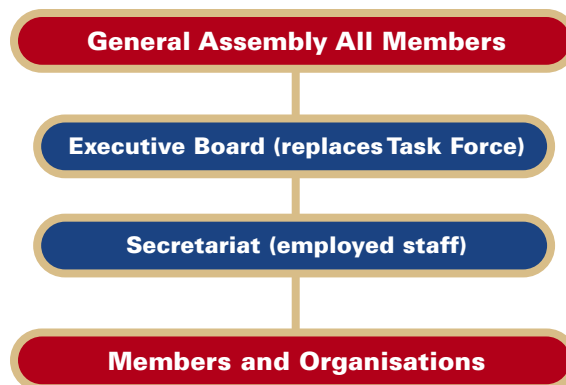 General Assembly All Members
Executive Board (replaces Task Force)
Secretariat (employed staff)
Members and Organisations